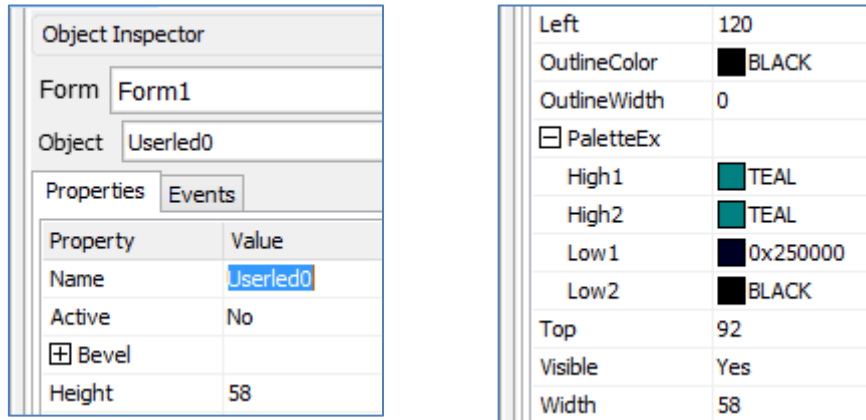 Object Inspector
Form Form1
Object Userled0
Properties Events
Property Value
Name Userled0
Active No
Bevel
Height 58
Left 120
OutlineColor BLACK
OutlineWidth 0
PaletteEx
High1 TEAL
High2 TEAL
Low1 0x250000
Low2 BLACK
Top 92
Visible Yes
Width 58